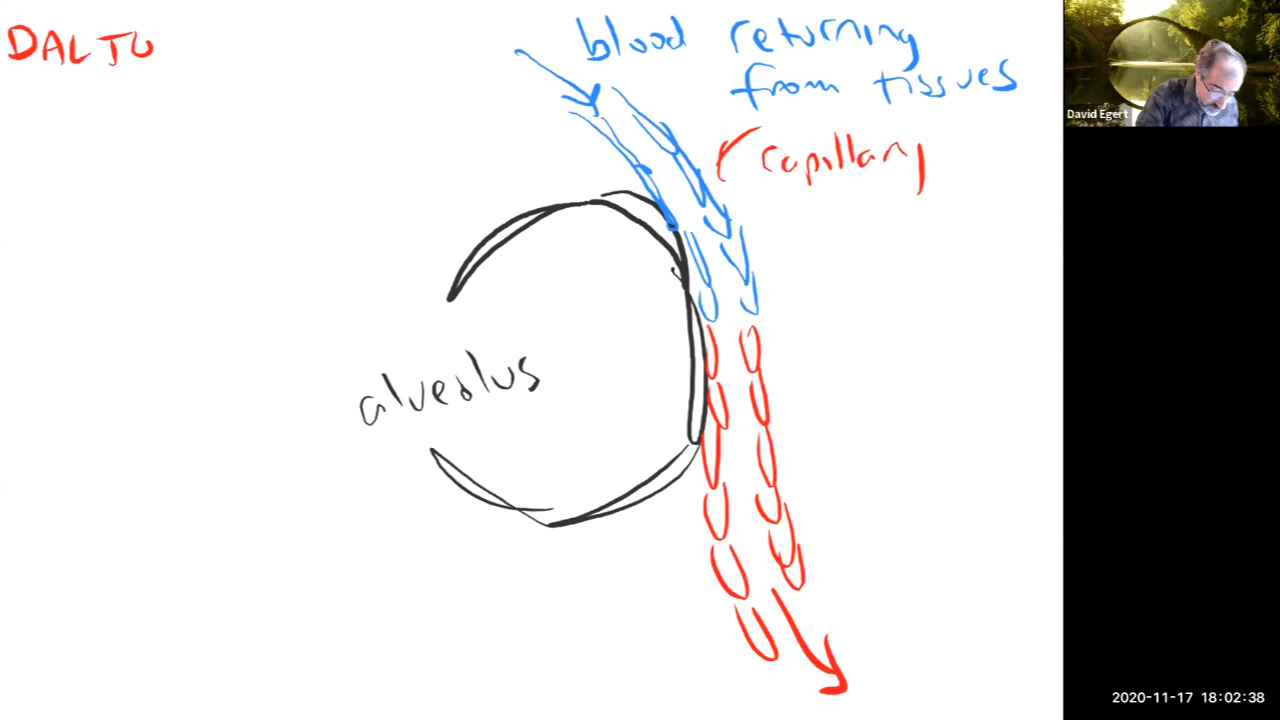 DALTO
blood returning
from tissues
capillary
alveolus
David Egert
2020-11-17 18:02:38